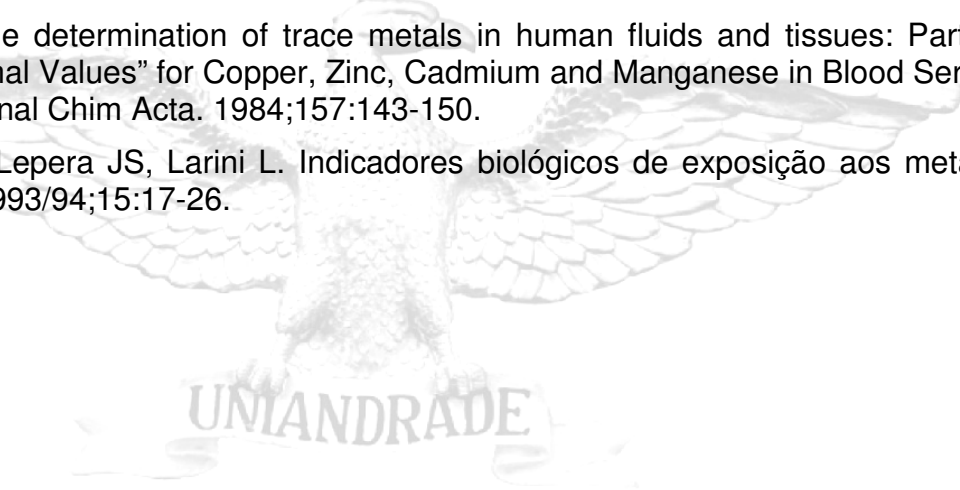 e determination of trace metals in human fluids and tissues: Part
nal Values” for Copper, Zinc, Cadmium and Manganese in Blood Ser
nal Chim Acta. 1984;157:143-150.
Lepera JS, Larini L. Indicadores biológicos de exposição aos meta
993/94;15:17-26.
UNIANDRADE